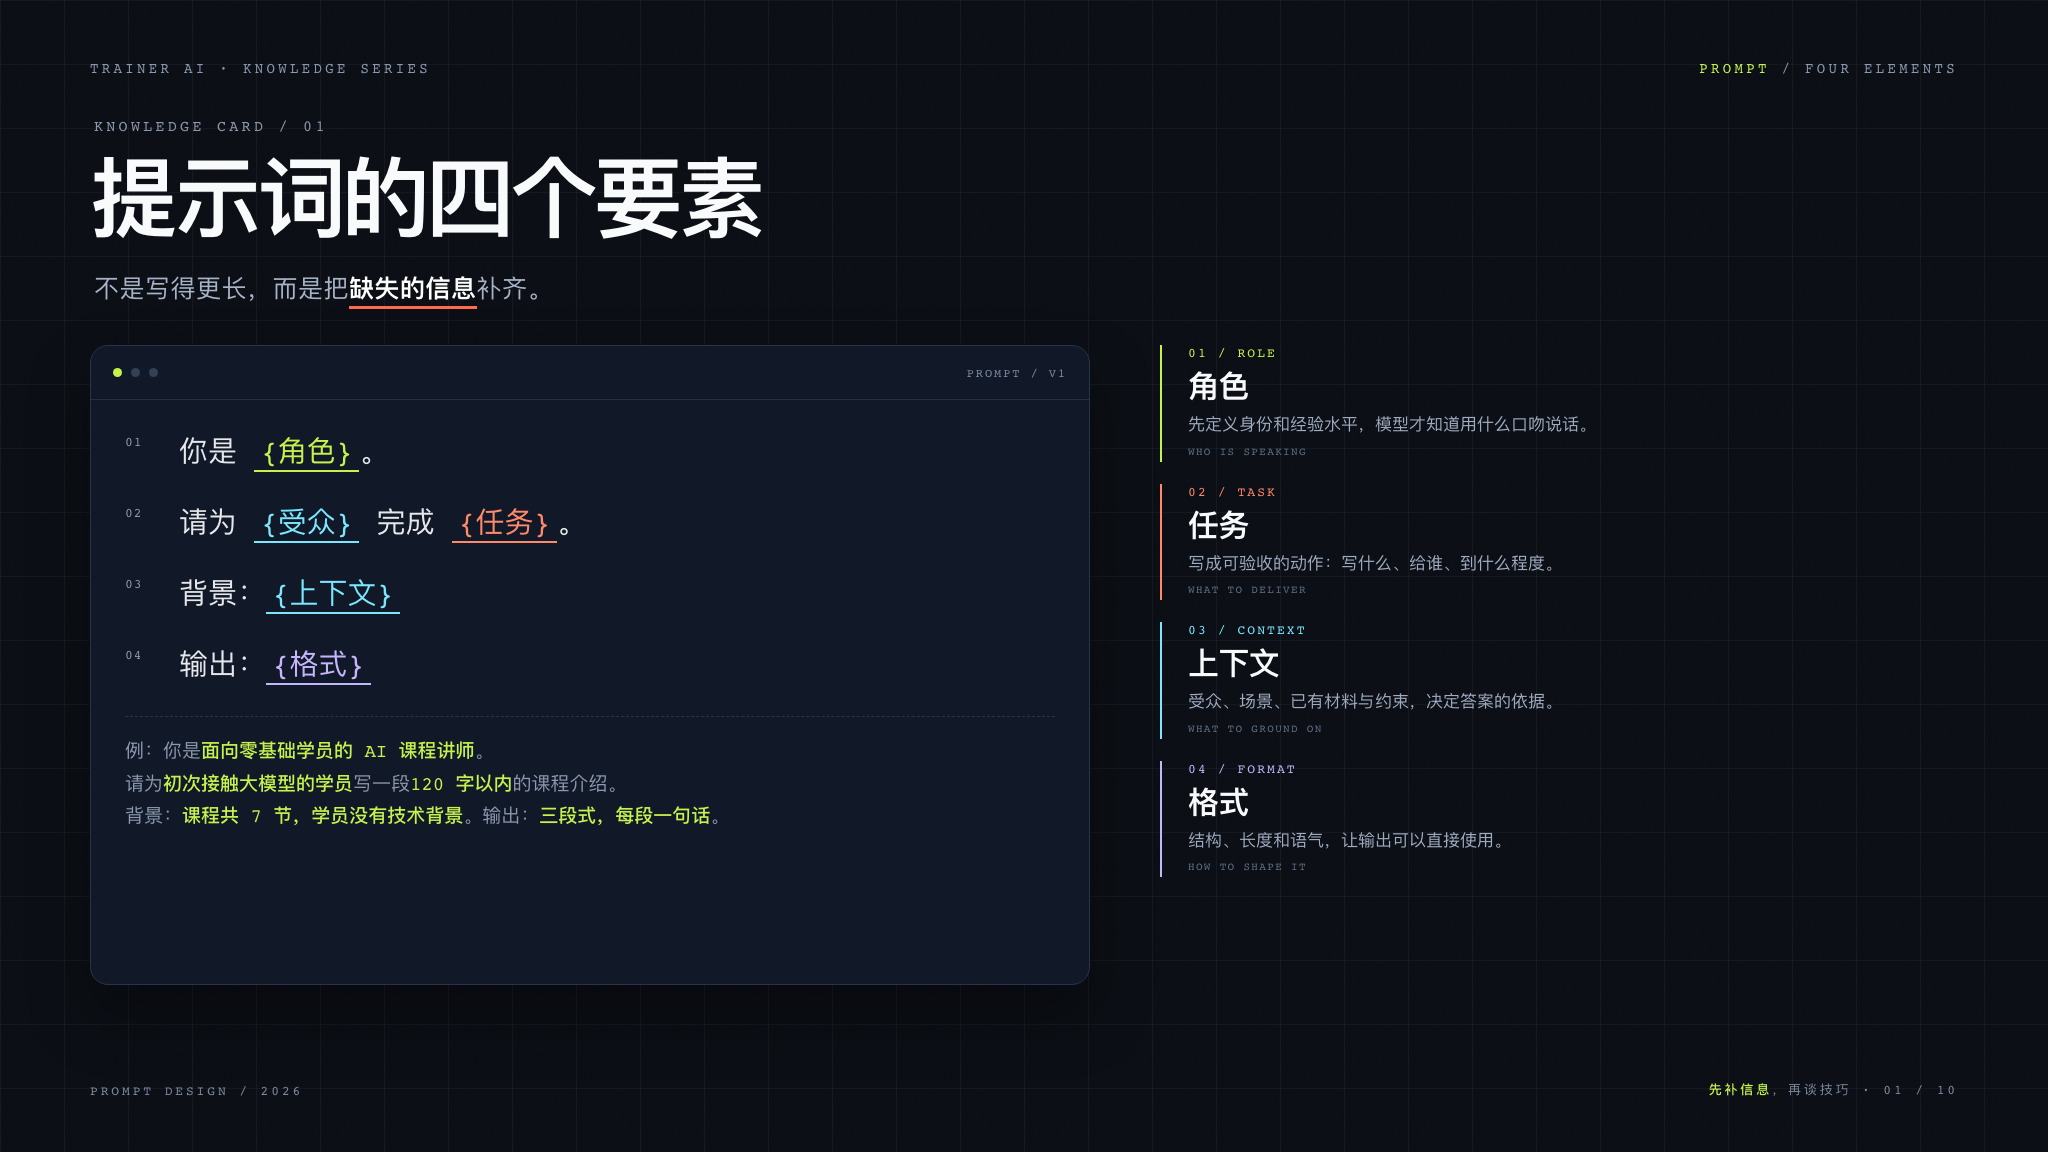 TRAINER AI · KNOWLEDGE SERIES
PROMPT / FOUR ELEMENTS
KNOWLEDGE CARD / 01
提示词的四个要素
不是写得更长，而是把缺失的信息补齐。
PROMPT / V1
01 你是 {角色}。
02 请为 {受众} 完成 {任务}。
03 背景：{上下文}
04 输出：{格式}
例：你是面向零基础学员的 AI 课程讲师。
请为初次接触大模型的学员写一段120 字以内的课程介绍。
背景：课程共 7 节，学员没有技术背景。输出：三段式，每段一句话。
01 / ROLE
角色
先定义身份和经验水平，模型才知道用什么口吻说话。
WHO IS SPEAKING
02 / TASK
任务
写成可验收的动作：写什么、给谁、到什么程度。
WHAT TO DELIVER
03 / CONTEXT
上下文
受众、场景、已有材料与约束，决定答案的依据。
WHAT TO GROUND ON
04 / FORMAT
格式
结构、长度和语气，让输出可以直接使用。
HOW TO SHAPE IT
PROMPT DESIGN / 2026
先补信息，再谈技巧 · 01 / 10